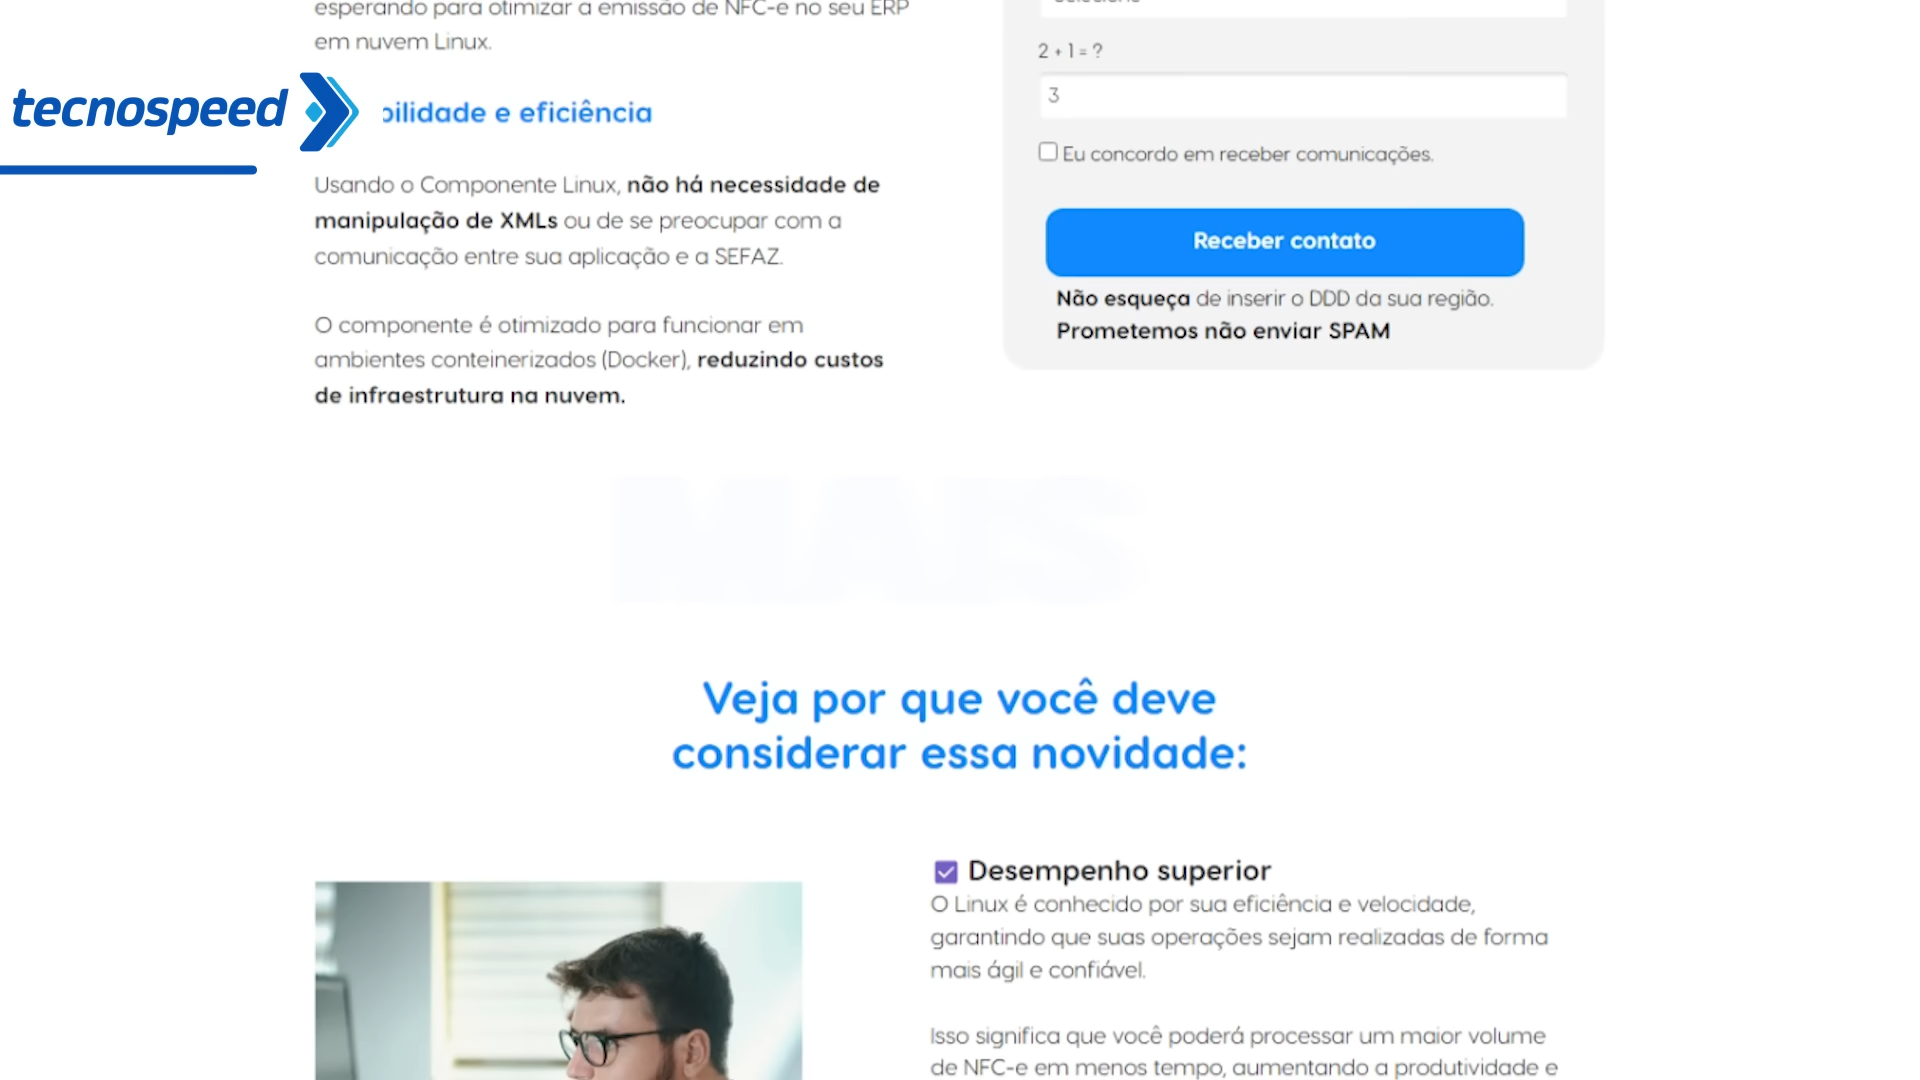 esperando para otimizar a emissão de NFC-e no seu ERP
em nuvem Linux.
tecnospeed
bilidade e eficiência
Usando o Componente Linux, não há necessidade de
manipulação de XMLs ou de se preocupar com a
comunicação entre sua aplicação e a SEFAZ.
O componente é otimizado para funcionar em
ambientes conteinerizados (Docker), reduzindo custos
de infraestrutura na nuvem.
2 + 1 = ?
3
Eu concordo em receber comunicações.
Receber contato
Não esqueça de inserir o DDD da sua região.
Prometemos não enviar SPAM
MAIS
Veja por que você deve
considerar essa novidade:
Desempenho superior
O Linux é conhecido por sua eficiência e velocidade,
garantindo que suas operações sejam realizadas de forma
mais ágil e confiável.
Isso significa que você poderá processar um maior volume
de NFC-e em menos tempo, aumentando a produtividade e